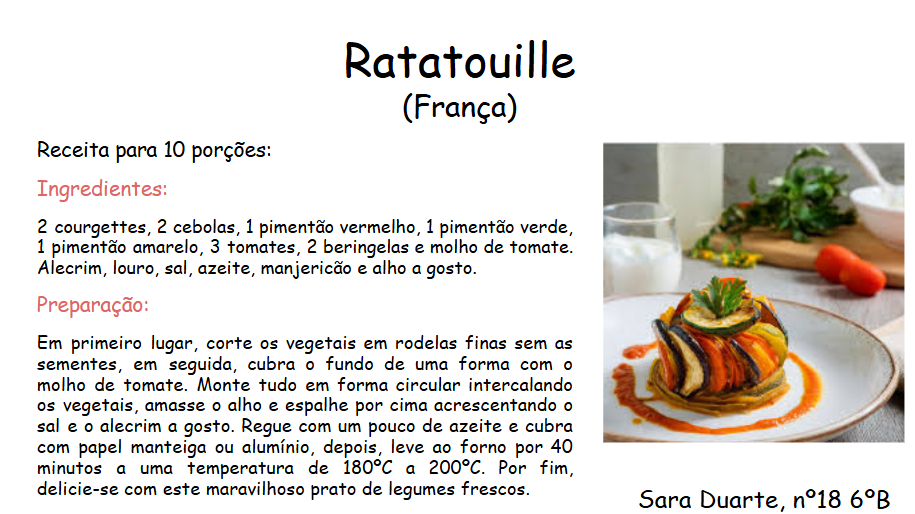 Ratatouille
(França)
Receita para 10 porções:
Ingredientes:
2 courgettes, 2 cebolas, 1 pimentão vermelho, 1 pimentão verde,
1 pimentão amarelo, 3 tomates, 2 beringelas e molho de tomate.
Alecrim, louro, sal, azeite, manjericão e alho a gosto.
Preparação:
Em primeiro lugar, corte os vegetais em rodelas finas sem as
sementes, em seguida, cubra o fundo de uma forma com o
molho de tomate. Monte tudo em forma circular intercalando
os vegetais, amasse o alho e espalhe por cima acrescentando o
sal e o alecrim a gosto. Regue com um pouco de azeite e cubra
com papel manteiga ou alumínio, depois, leve ao forno por 40
minutos a uma temperatura de 180ºC a 200ºC. Por fim,
delicie-se com este maravilhoso prato de legumes frescos.
Sara Duarte, nº18 6ºB